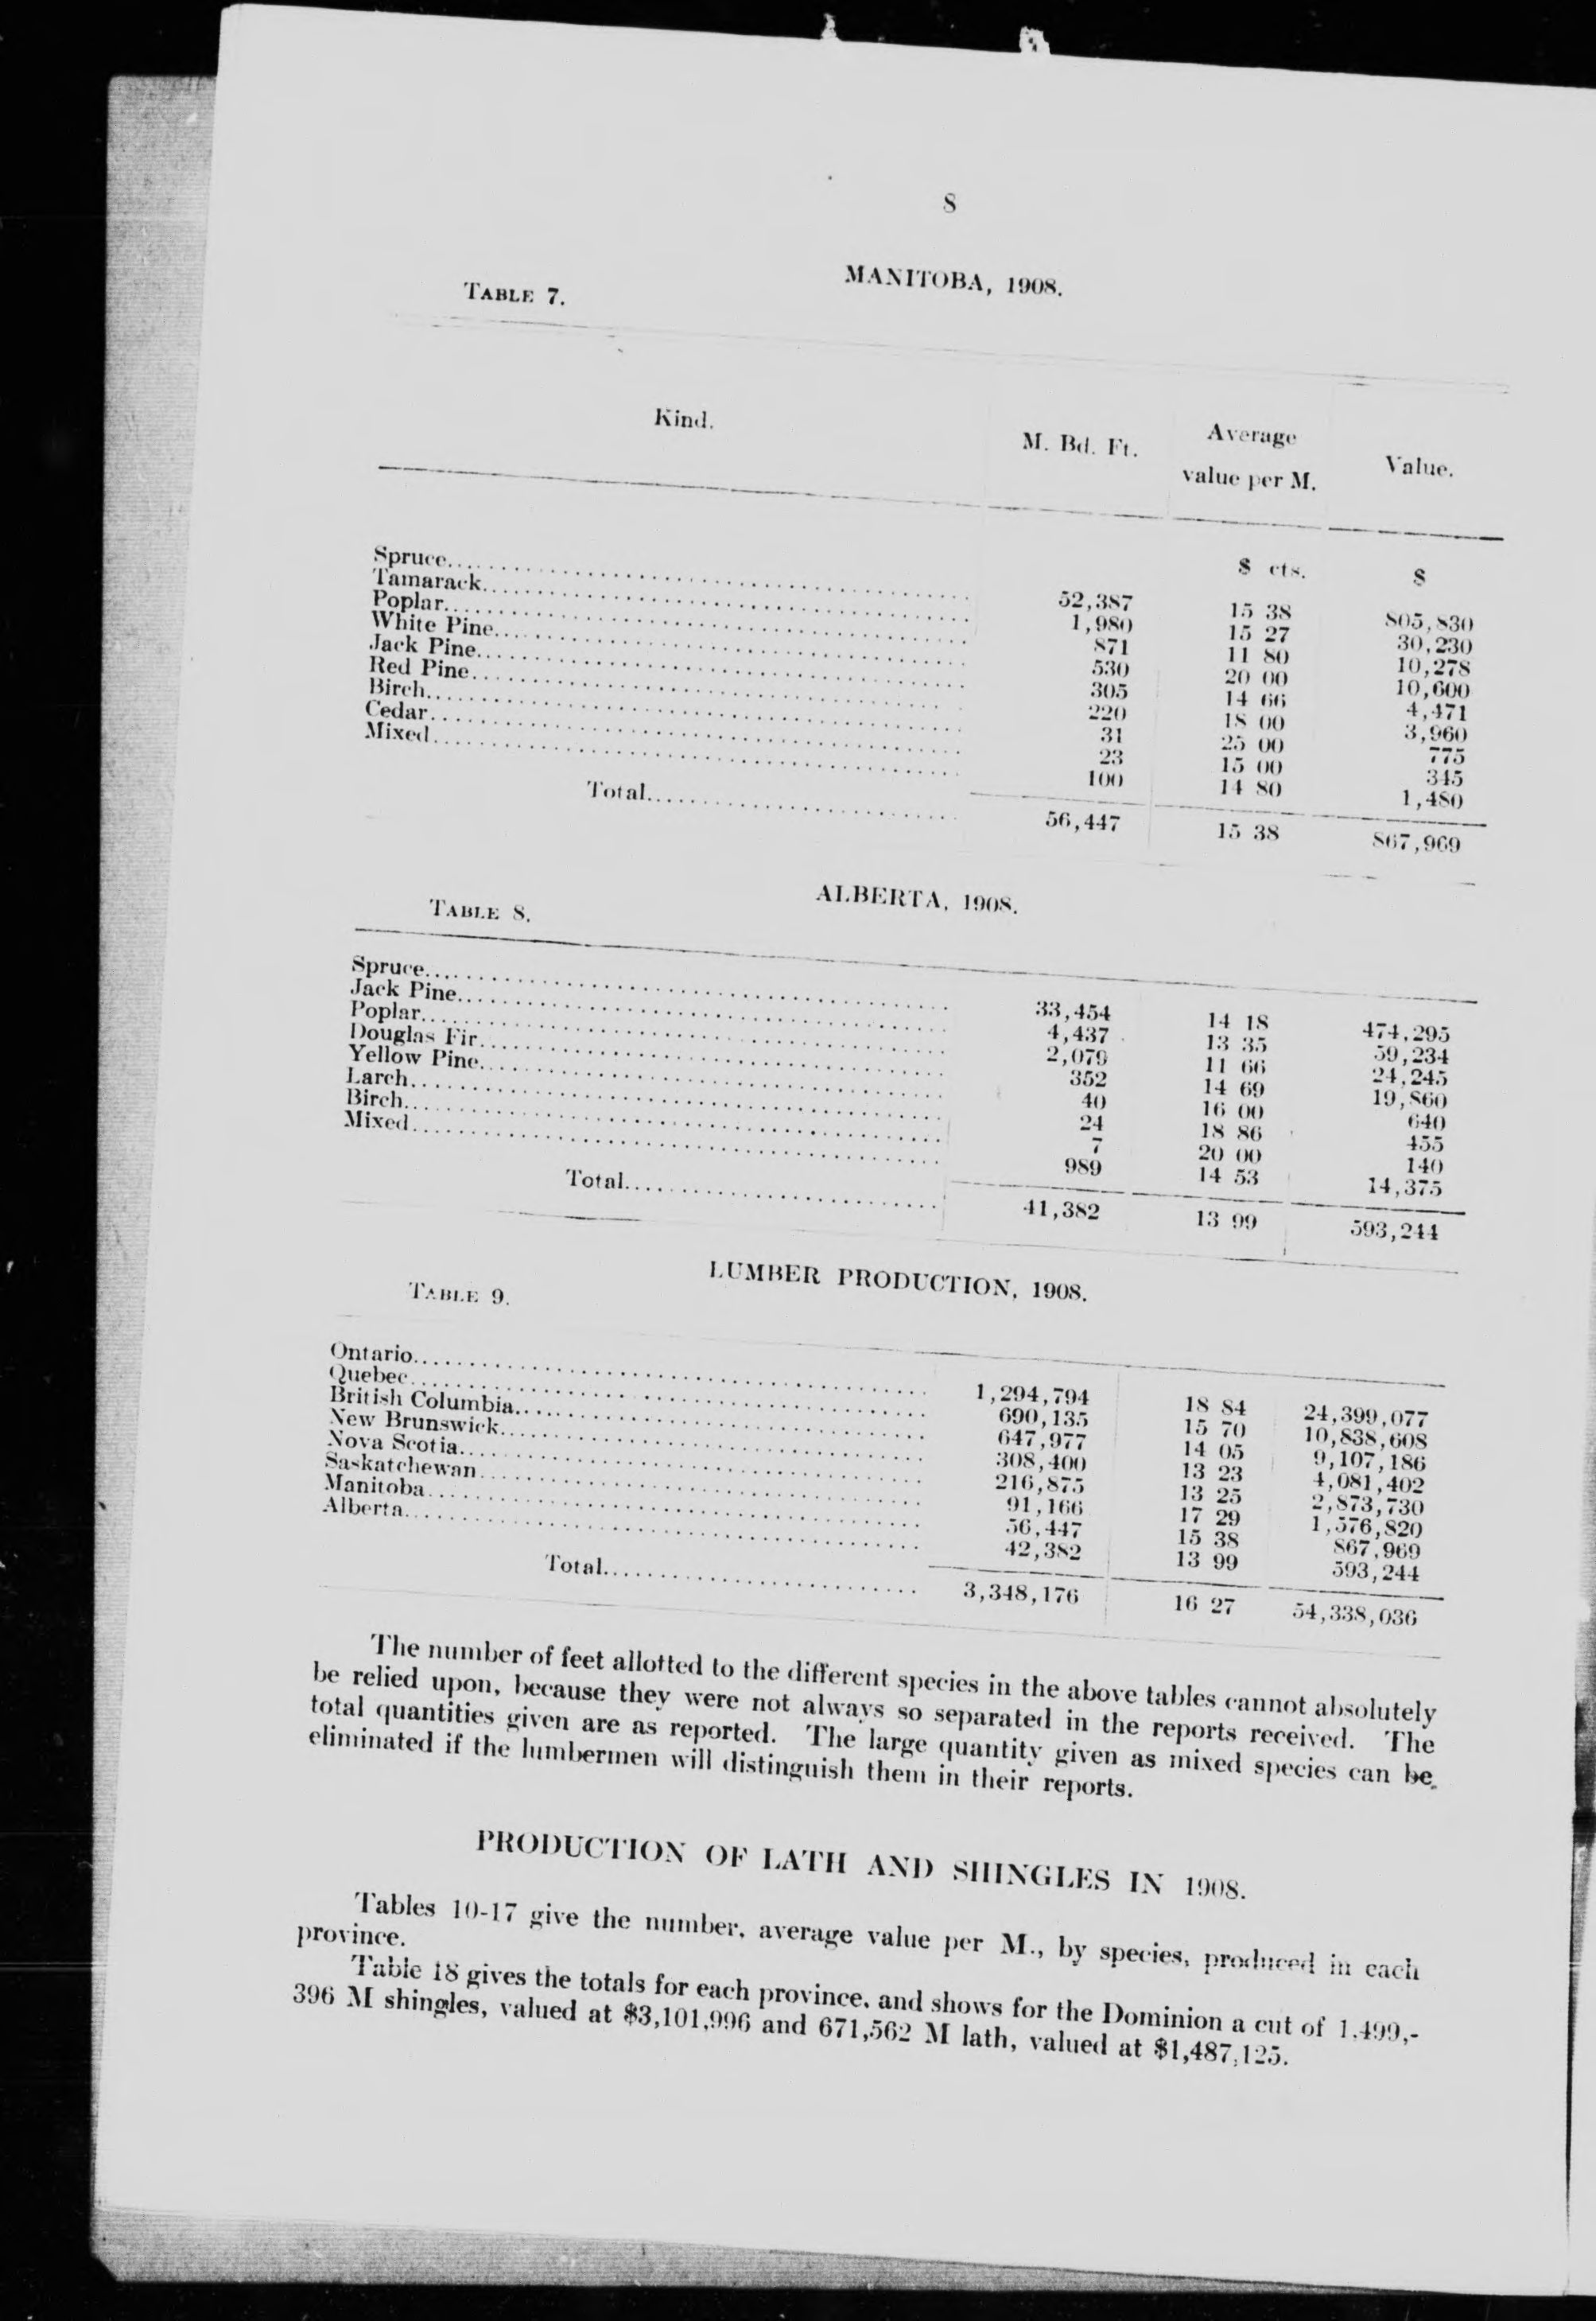 8
MANITOBA, 1908.
TABLE 7.
Kind. M. Bd. Ft. Average value per M. Value.
$ cts. $
Spruce 52,387 15 38 805,830
Tamarack 1,980 15 27 30,230
Poplar 871 11 80 10,278
White Pine 530 20 00 10,600
Jack Pine 305 14 66 4,471
Red Pine 220 18 00 3,960
Birch 31 25 00 775
Cedar 23 15 00 345
Mixed 100 14 80 1,480
Total 56,447 15 38 867,969
ALBERTA, 1908.
TABLE 8.
Spruce 33,454 14 18 474,295
Jack Pine 4,437 13 35 59,234
Poplar 2,079 11 66 24,245
Douglas Fir 352 14 69 19,860
Yellow Pine 40 16 00 640
Larch 24 18 86 455
Birch 7 20 00 140
Mixed 989 14 53 14,375
Total 41,382 13 99 593,244
LUMBER PRODUCTION, 1908.
TABLE 9.
Ontario 1,294,794 18 84 24,399,077
Quebec 690,135 15 70 10,838,608
British Columbia 647,977 14 05 9,107,186
New Brunswick 308,400 13 23 4,081,402
Nova Scotia 216,875 13 25 2,873,730
Saskatchewan 91,166 17 29 1,576,820
Manitoba 56,447 15 38 867,969
Alberta 42,382 13 99 593,244
Total 3,348,176 16 27 54,338,036
The number of feet allotted to the different species in the above tables cannot absolutely
be relied upon, because they were not always so separated in the reports received. The
total quantities given are as reported. The large quantity given as mixed species can be
eliminated if the lumbermen will distinguish them in their reports.
PRODUCTION OF LATH AND SHINGLES IN 1908.
Tables 10-17 give the number, average value per M., by species, produced in each
province.
Table 18 gives the totals for each province, and shows for the Dominion a cut of 1,499,-
396 M shingles, valued at $3,101,996 and 671,562 M lath, valued at $1,487,125.